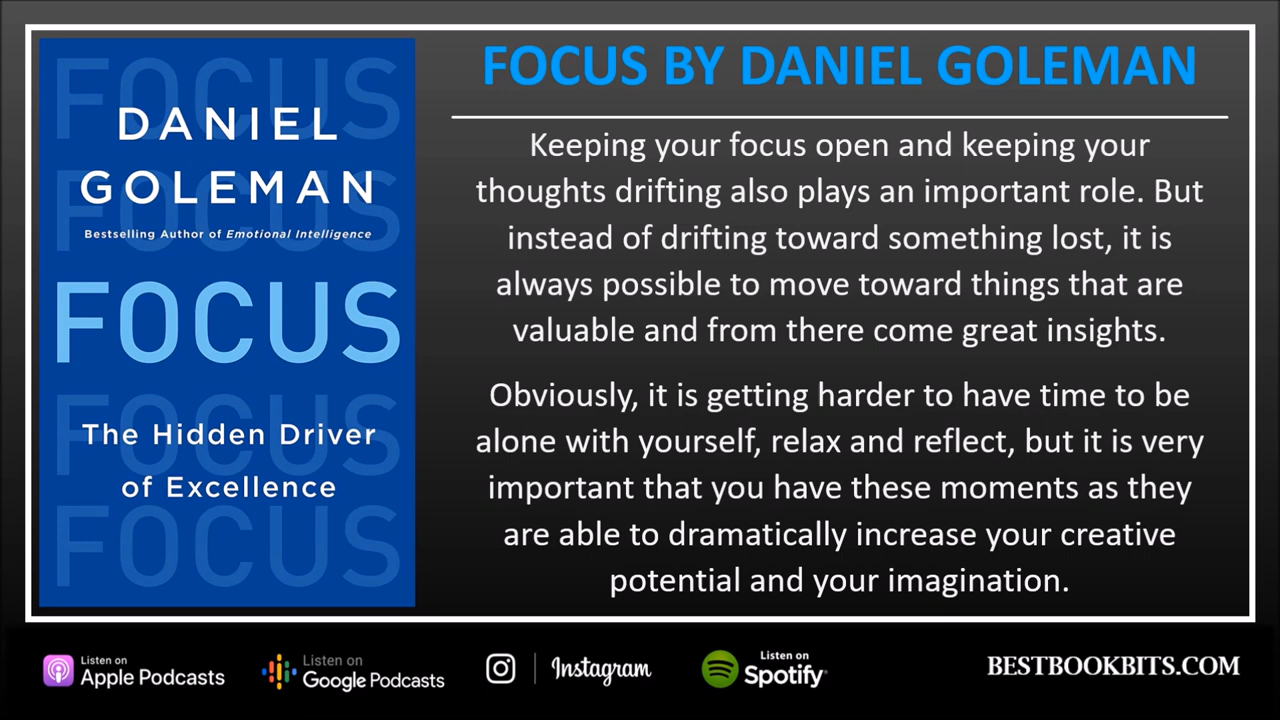 FOCUS
DANIEL
GOLEMAN
FOCUS
Bestselling Author of Emotional Intelligence
FOCUS
FOCUS
The Hidden Driver
of Excellence
FOCUS
FOCUS BY DANIEL GOLEMAN
Keeping your focus open and keeping your
thoughts drifting also plays an important role. But
instead of drifting toward something lost, it is
always possible to move toward things that are
valuable and from there come great insights.
Obviously, it is getting harder to have time to be
alone with yourself, relax and reflect, but it is very
important that you have these moments as they
are able to dramatically increase your creative
potential and your imagination.
Listen on
Apple Podcasts
Listen on
Google Podcasts
Instagram
Listen on
Spotify
BESTBOOKBITS.COM